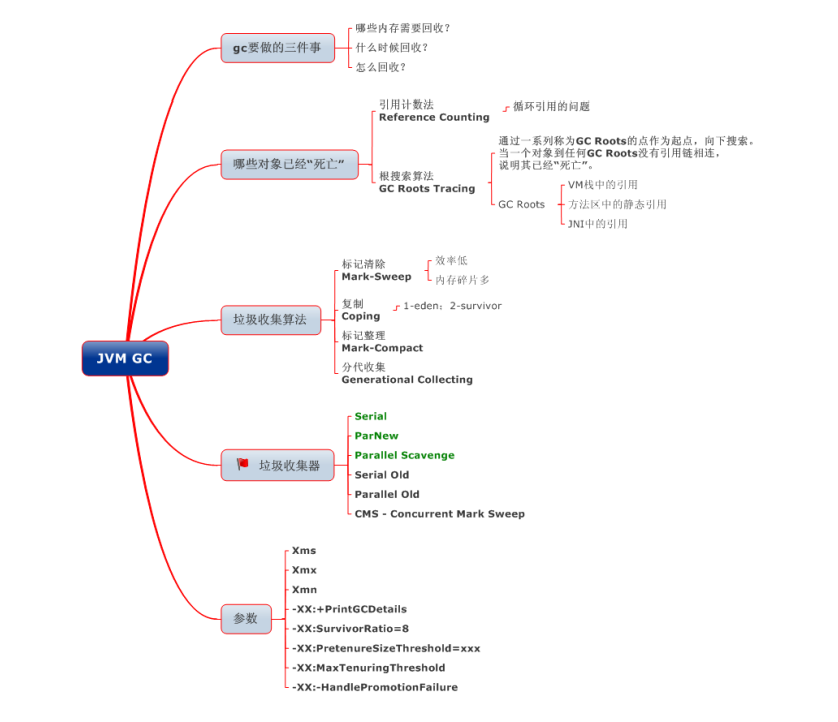 JVM GC
gc要做的三件事
哪些内存需要回收?
什么时候回收?
怎么回收?
哪些对象已经“死亡”
引用计数法
Reference Counting
循环引用的问题
根搜索算法
GC Roots Tracing
通过一系列称为GC Roots的点作为起点，向下搜索。
当一个对象到任何GC Roots没有引用链相连，
说明其已经“死亡”。
GC Roots
VM栈中的引用
方法区中的静态引用
JNI中的引用
垃圾收集算法
标记清除
Mark-Sweep
效率低
内存碎片多
复制
Coping
1-eden；2-survivor
标记整理
Mark-Compact
分代收集
Generational Collecting
垃圾收集器
Serial
ParNew
Parallel Scavenge
Serial Old
Parallel Old
CMS - Concurrent Mark Sweep
参数
Xms
Xmx
Xmn
-XX:+PrintGCDetails
-XX:SurvivorRatio=8
-XX:PretenureSizeThreshold=xxx
-XX:MaxTenuringThreshold
-XX:-HandlePromotionFailure